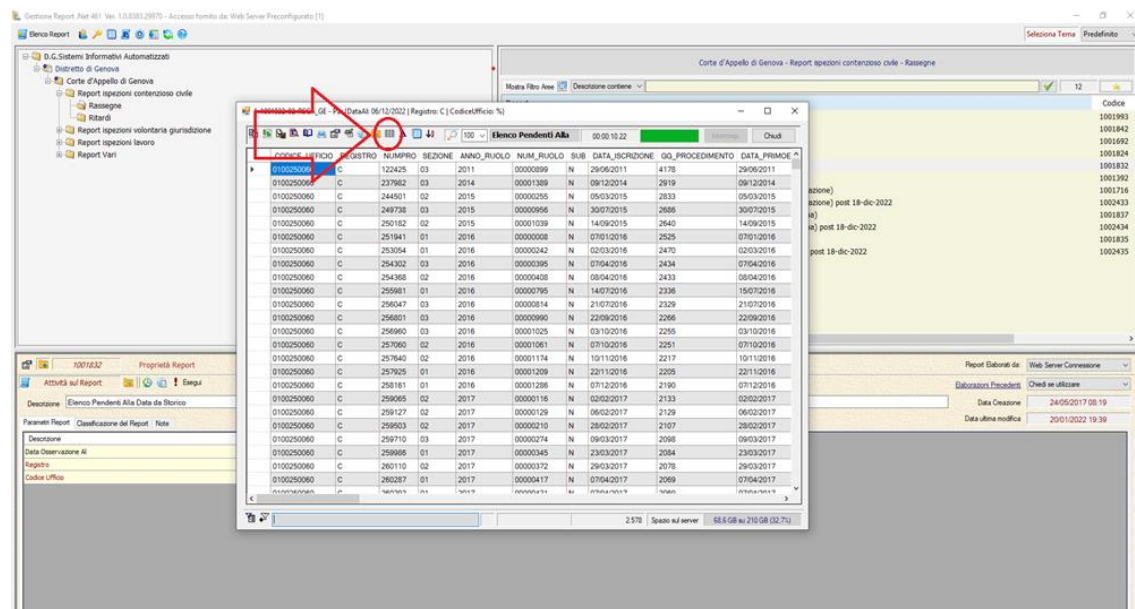 Gestione Report .Net 461 Ver. 1.0.8383.29870 - Accesso fornito da: Web Server Preconfigurato [1]
Elenco Report
Seleziona Tema Predefinito
D.G.Sistemi Informativi Automatizzati
Distretto di Genova
Corte d'Appello di Genova
Report ispezioni contenzioso civile
Rassegne
Ritardi
Report ispezioni volontaria giurisdizione
Report ispezioni lavoro
Report Vari
Corte d'Appello di Genova - Report ispezioni contenzioso civile - Rassegne
Mostra Filtro Aree Descrizione contiene 12
Codice
1001993
1001842
1001692
1001824
1001832
1001392
azione) 1001716
azione) post 18-dic-2022 1002433
a) 1001837
a) post 18-dic-2022 1002434
1001835
post 18-dic-2022 1002435
(DataAl: 06/12/2022 | Registro: C | CodiceUfficio: %)
100 Elenco Pendenti Alla 00:00:10.22 Chiudi
CODICE_UFFICIO REGISTRO NUMPRO SEZIONE ANNO_RUOLO NUM_RUOLO SUB DATA_ISCRIZIONE GG_PROCEDIMENTO DATA_PRIMOE
0100250060 C 122425 03 2011 00000899 N 29/06/2011 4178 29/06/2011
0100250060 C 237982 03 2014 00001389 N 09/12/2014 2919 09/12/2014
0100250060 C 244501 02 2015 00000255 N 05/03/2015 2833 05/03/2015
0100250060 C 249738 03 2015 00000956 N 30/07/2015 2686 30/07/2015
0100250060 C 250182 02 2015 00001039 N 14/09/2015 2640 14/09/2015
0100250060 C 251941 01 2016 00000008 N 07/01/2016 2525 07/01/2016
0100250060 C 253054 01 2016 00000242 N 02/03/2016 2470 02/03/2016
0100250060 C 254302 03 2016 00000395 N 07/04/2016 2434 07/04/2016
0100250060 C 254368 02 2016 00000408 N 08/04/2016 2433 08/04/2016
0100250060 C 255981 01 2016 00000795 N 14/07/2016 2336 15/07/2016
0100250060 C 256047 03 2016 00000814 N 21/07/2016 2329 21/07/2016
0100250060 C 256801 03 2016 00000990 N 22/09/2016 2266 22/09/2016
0100250060 C 256960 03 2016 00001025 N 03/10/2016 2255 03/10/2016
0100250060 C 257060 02 2016 00001061 N 07/10/2016 2251 07/10/2016
0100250060 C 257640 02 2016 00001174 N 10/11/2016 2217 10/11/2016
0100250060 C 257925 01 2016 00001209 N 22/11/2016 2205 22/11/2016
0100250060 C 258161 01 2016 00001286 N 07/12/2016 2190 07/12/2016
0100250060 C 259065 02 2017 00000116 N 02/02/2017 2133 02/02/2017
0100250060 C 259127 02 2017 00000129 N 06/02/2017 2129 06/02/2017
0100250060 C 259503 02 2017 00000210 N 28/02/2017 2107 28/02/2017
0100250060 C 259710 03 2017 00000274 N 09/03/2017 2098 09/03/2017
0100250060 C 259986 01 2017 00000345 N 23/03/2017 2084 23/03/2017
0100250060 C 260110 02 2017 00000372 N 29/03/2017 2078 29/03/2017
0100250060 C 260287 01 2017 00000417 N 07/04/2017 2069 07/04/2017
2.578 Spazio sul server 68,6 GB su 210 GB (32,7%)
1001832 Proprietà Report
Attività sul Report Esegui
Descrizione Elenco Pendenti Alla Data da Storico
Parametri Report Classificazione del Report Note
Descrizione
Data Osservazione Al
Registro
Codice Ufficio
Report Elaborati da: Web Server Connessione
Elaborazioni Precedenti Chiedi se utilizzare
Data Creazione 24/05/2017 08:19
Data ultima modifica 20/01/2022 19:39